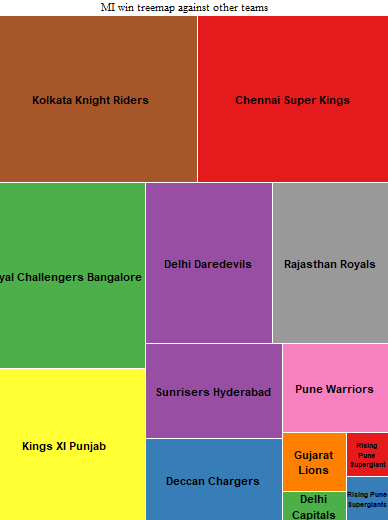 MI win treemap against other teams
Kolkata Knight Riders
Chennai Super Kings
yal Challengers Bangalore
Delhi Daredevils
Rajasthan Royals
Kings XI Punjab
Sunrisers Hyderabad
Pune Warriors
Deccan Chargers
Gujarat
Lions
Rising
Pune
Supergiant
Delhi
Capitals
Rising Pune
Supergiants